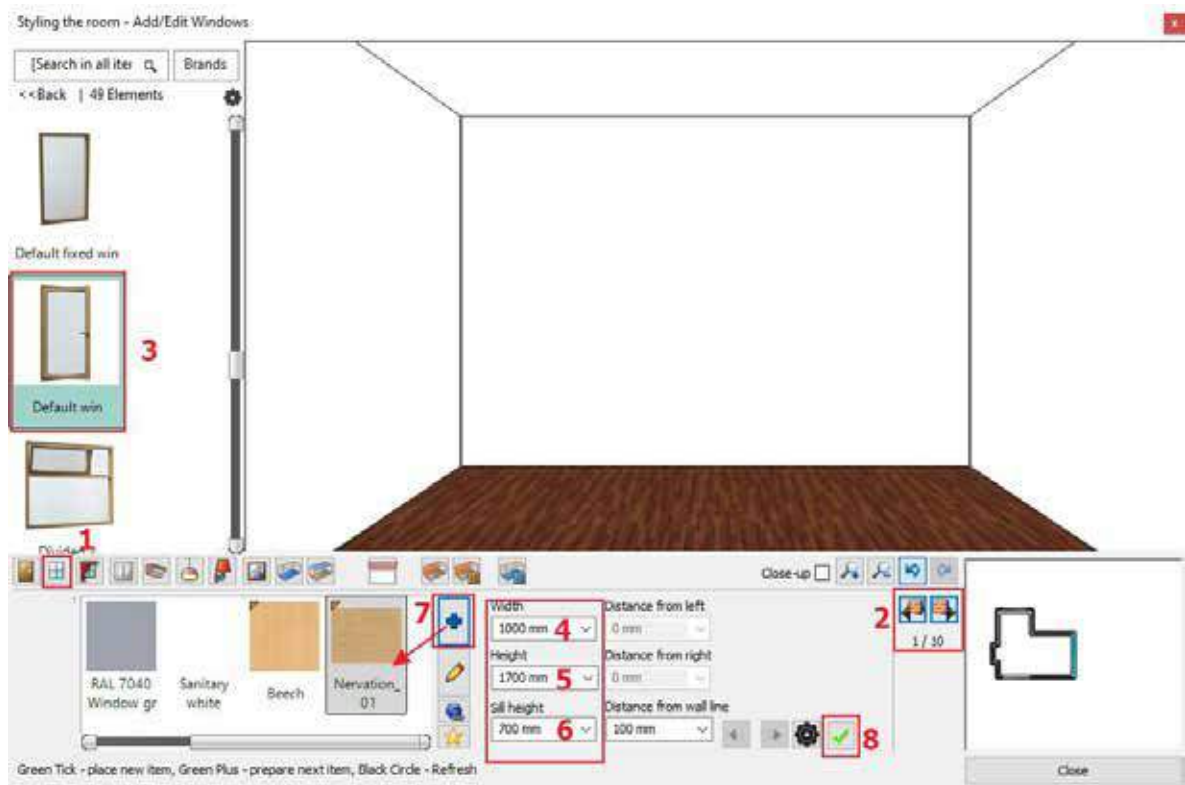 Styling the room - Add/Edit Windows
x
[Search in all iter
Brands
<<Back | 49 Elements
Default fixed win
3
Default win
1
Close-up
7
RAL 7040
Window gr
Sanitary
white
Beech
Nervation_
01
Width
1000 mm 4
Height
1700 mm 5
Sill height
700 mm 6
Distance from left
0 mm
Distance from right
0 mm
Distance from wall line
100 mm
8
2
1 / 10
Green Tick - place new item, Green Plus - prepare next item, Black Circle - Refresh
Close